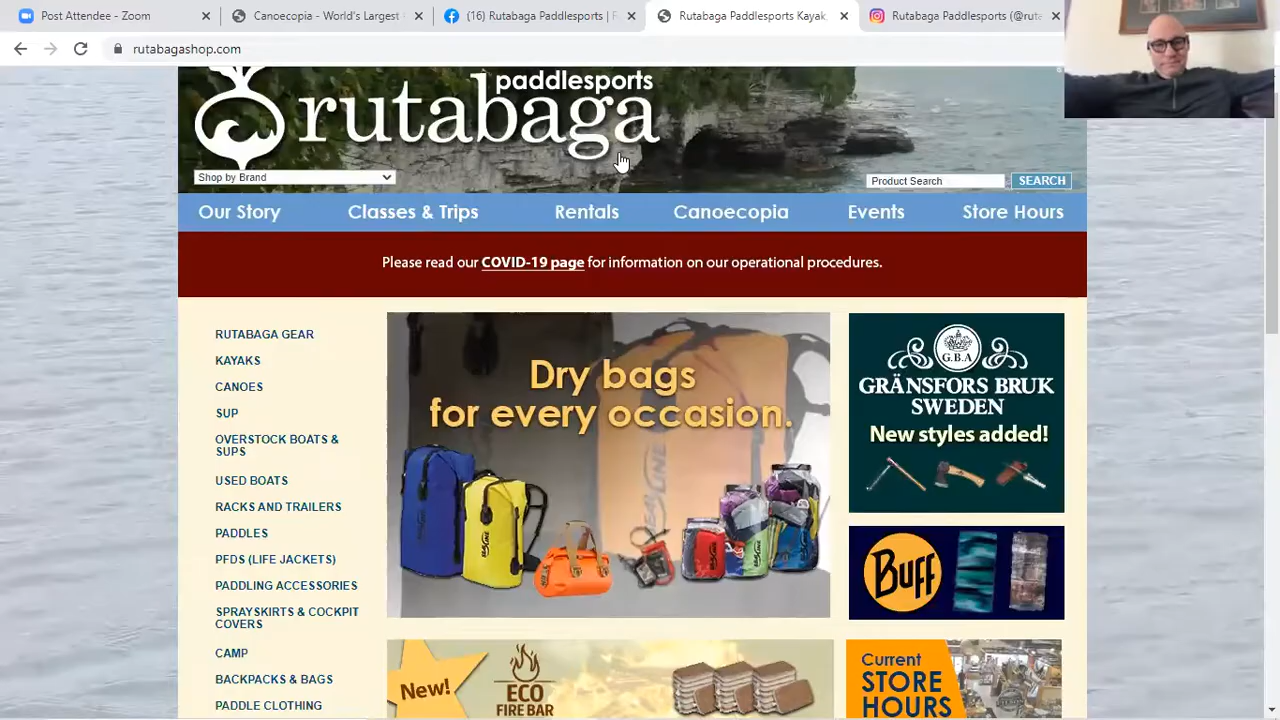 Post Attendee - Zoom
Canoecopia - World's Largest
(16) Rutabaga Paddlesports | F
Rutabaga Paddlesports Kayak
Rutabaga Paddlesports (@ruta
rutabagashop.com
paddlesports
rutabaga
Shop by Brand
Product Search
SEARCH
Our Story
Classes & Trips
Rentals
Canoecopia
Events
Store Hours
Please read our COVID-19 page for information on our operational procedures.
RUTABAGA GEAR
KAYAKS
CANOES
SUP
OVERSTOCK BOATS &
SUPS
USED BOATS
RACKS AND TRAILERS
PADDLES
PFDS (LIFE JACKETS)
PADDLING ACCESSORIES
SPRAYSKIRTS & COCKPIT
COVERS
CAMP
BACKPACKS & BAGS
PADDLE CLOTHING
Dry bags
for every occasion.
SEALLINE
G.B.A
GRÄNSFORS BRUK
SWEDEN
New styles added!
BUFF
New!
ECO
FIRE BAR
Current
STORE
HOURS